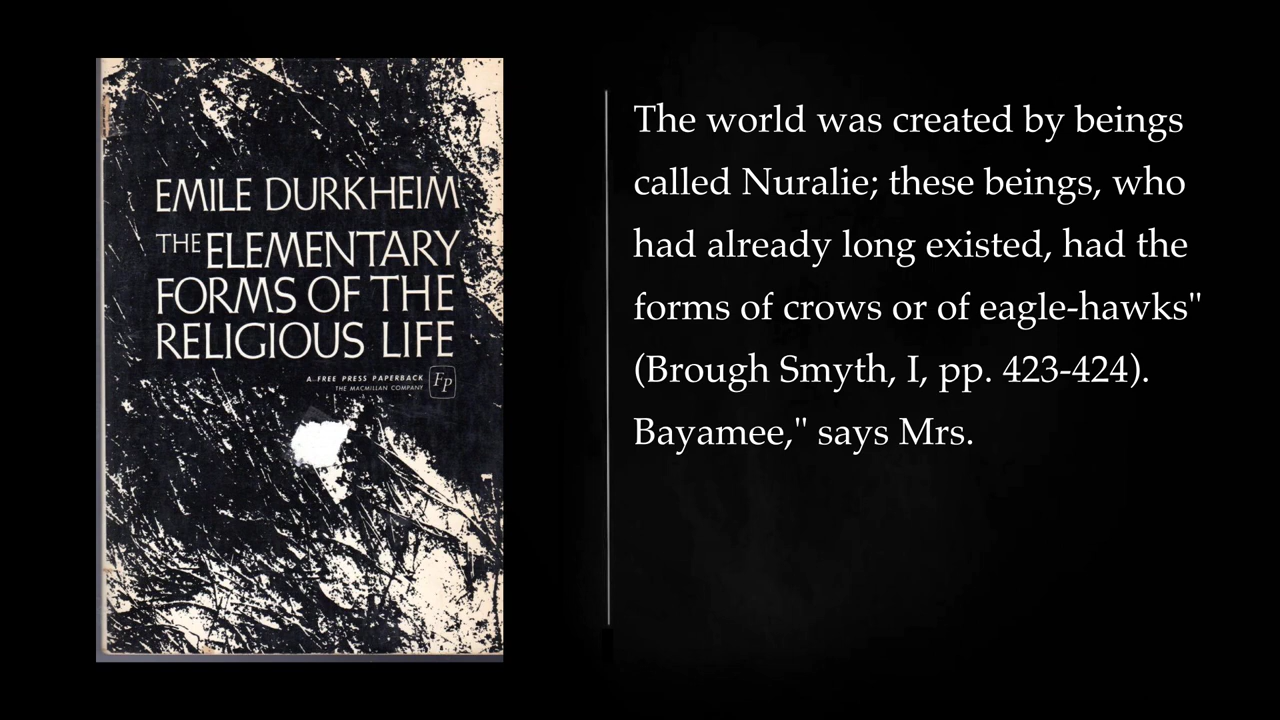 EMILE DURKHEIM
THE ELEMENTARY
FORMS OF THE
RELIGIOUS LIFE
A FREE PRESS PAPERBACK
THE MACMILLAN COMPANY
Fp
The world was created by beings
called Nuralie; these beings, who
had already long existed, had the
forms of crows or of eagle-hawks"
(Brough Smyth, I, pp. 423-424).
Bayamee," says Mrs.